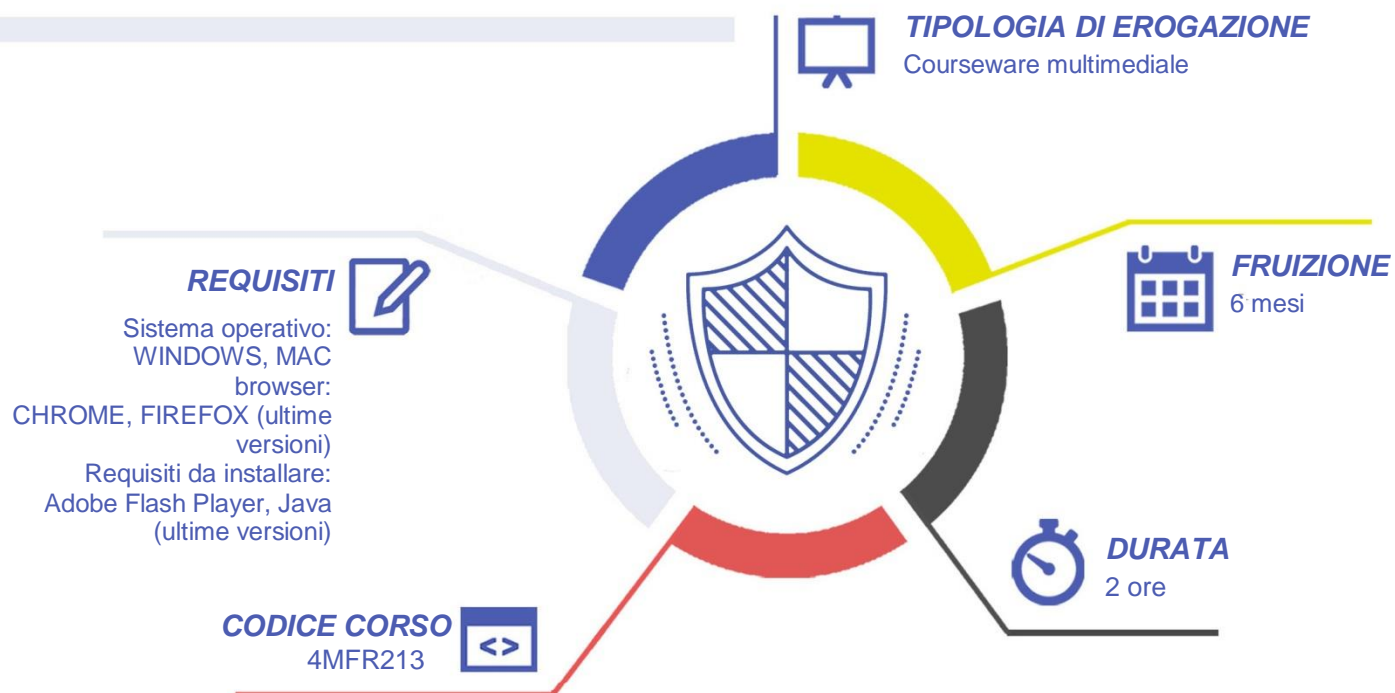 TIPOLOGIA DI EROGAZIONE
Courseware multimediale
REQUISITI
Sistema operativo:
WINDOWS, MAC
browser:
CHROME, FIREFOX (ultime
versioni)
Requisiti da installare:
Adobe Flash Player, Java
(ultime versioni)
FRUIZIONE
6 mesi
DURATA
2 ore
CODICE CORSO
4MFR213